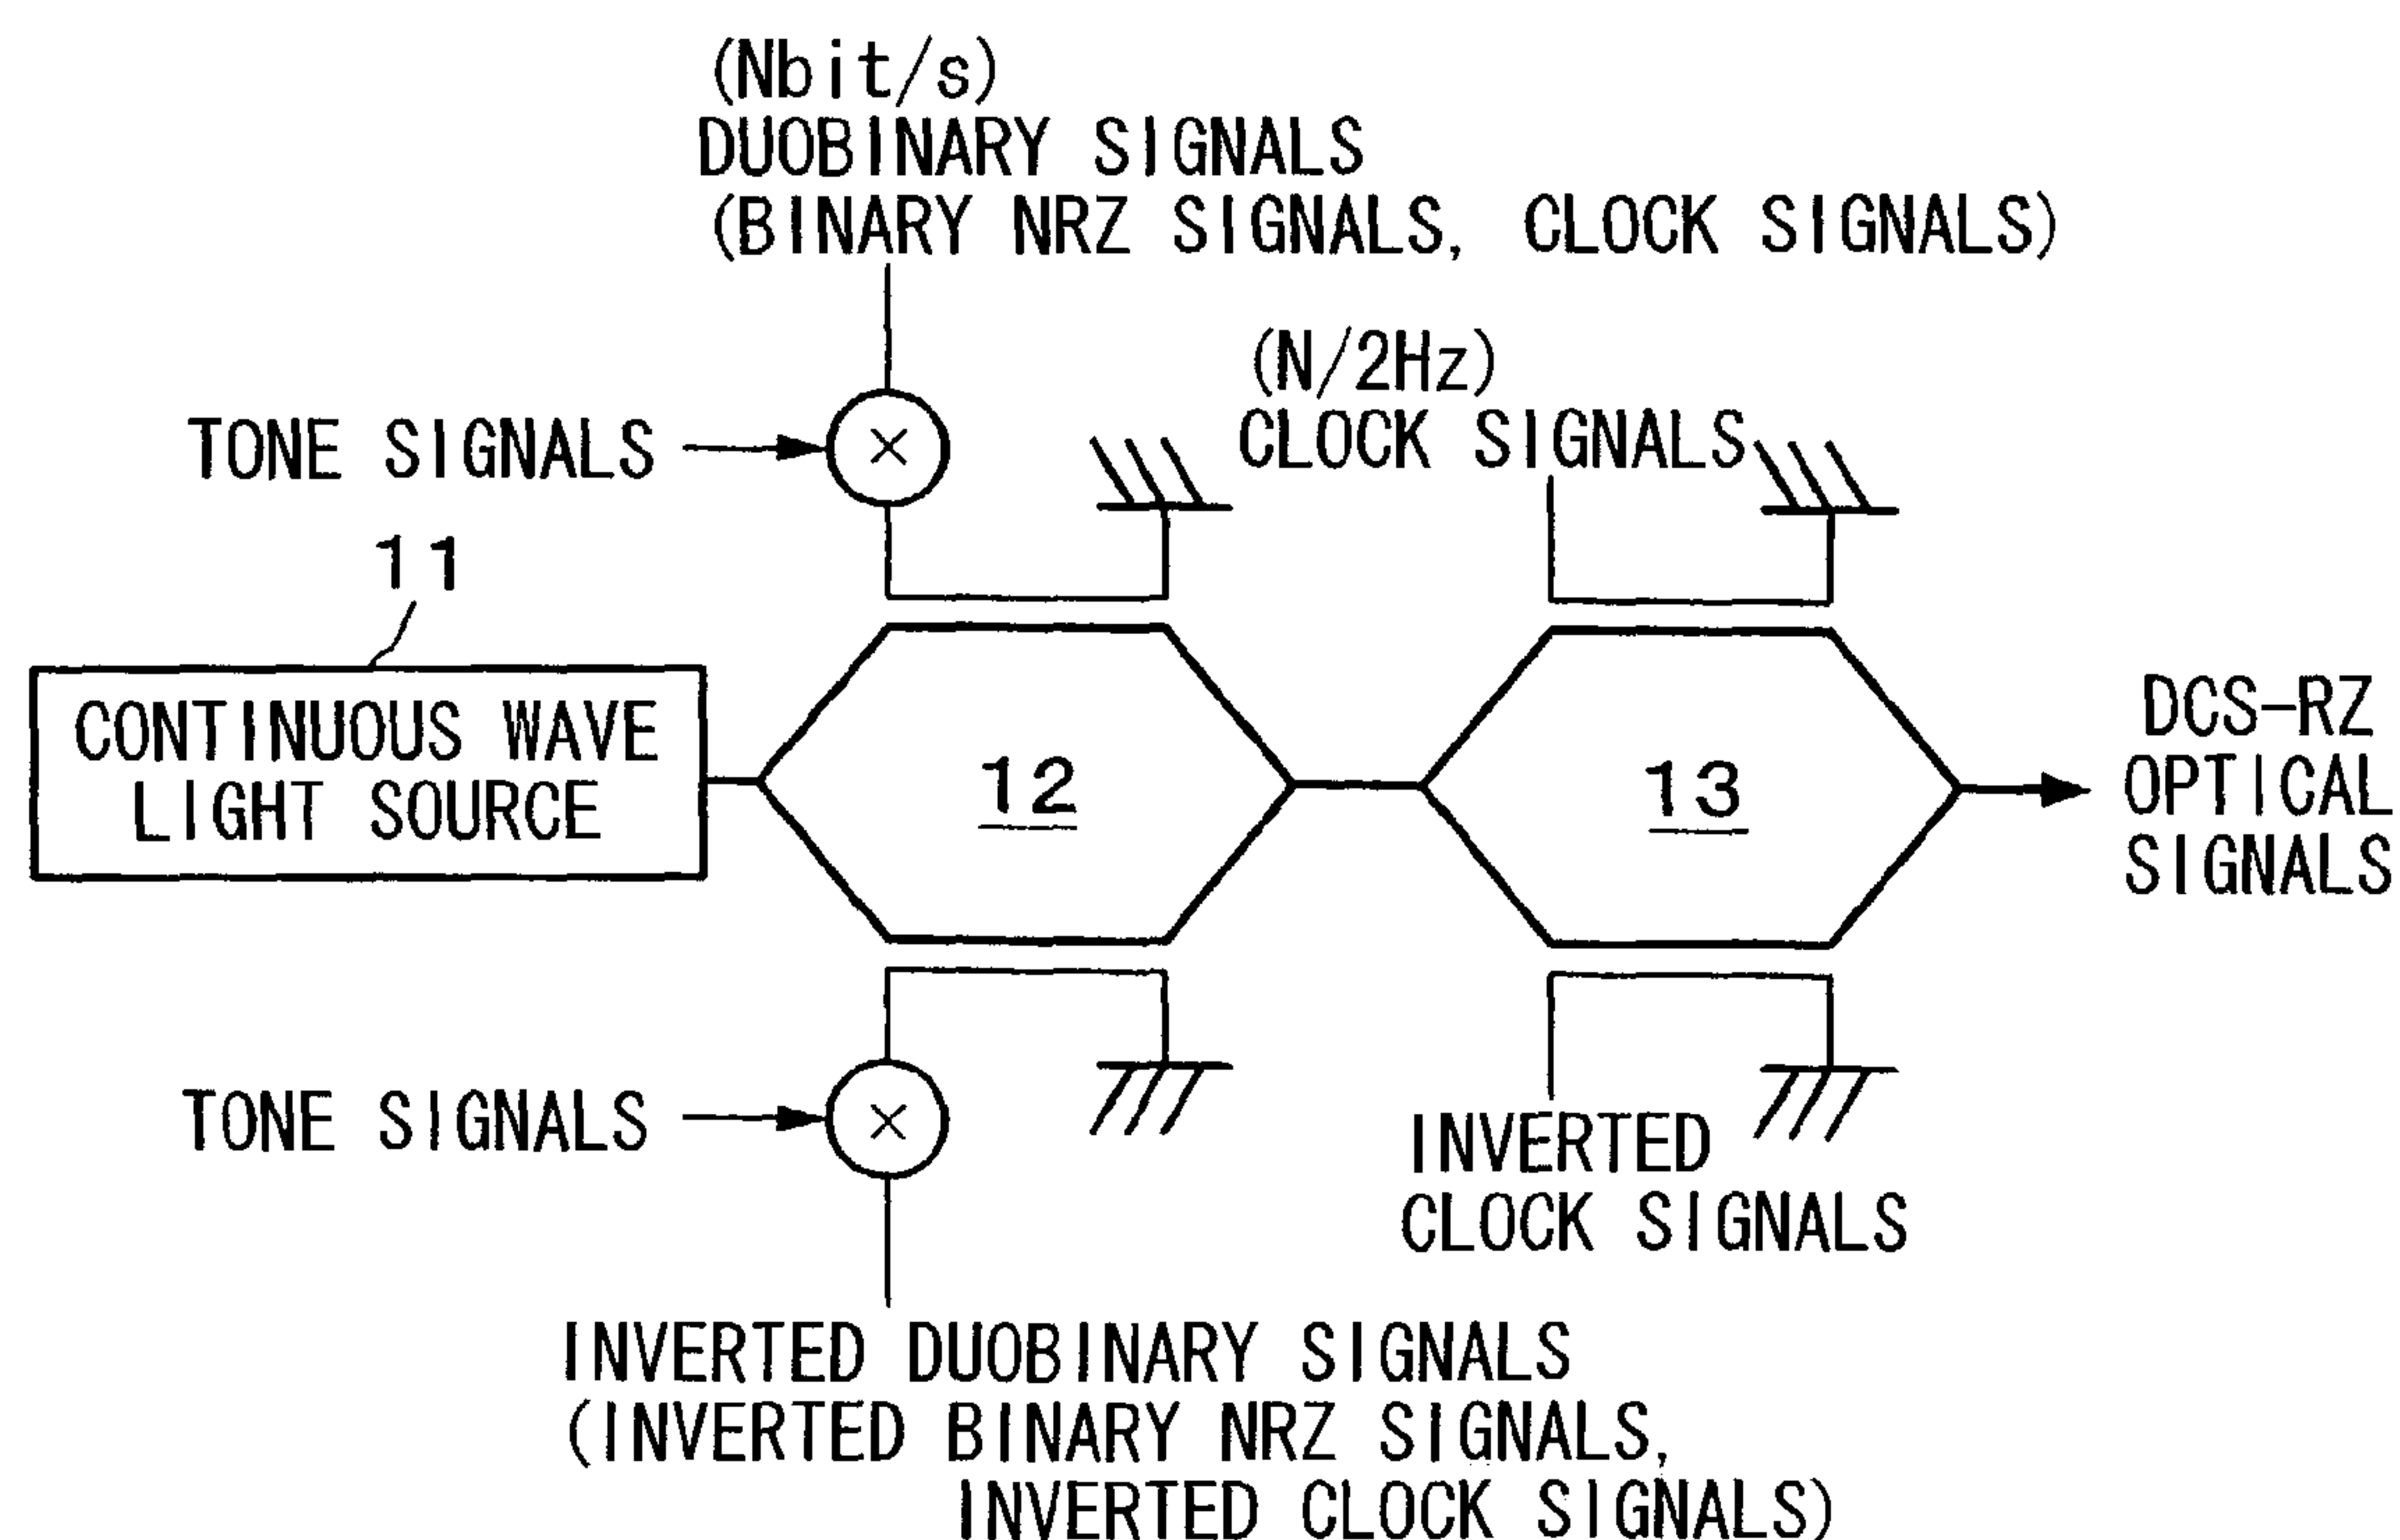 (Nbit/s)
DUOBINARY SIGNALS
(BINARY NRZ SIGNALS, CLOCK SIGNALS)
(N/2Hz)
CLOCK SIGNALS
TONE SIGNALS
×
11
CONTINUOUS WAVE
LIGHT SOURCE
12
13
DCS-RZ
OPTICAL
SIGNALS
TONE SIGNALS
×
INVERTED
CLOCK SIGNALS
INVERTED DUOBINARY SIGNALS
(INVERTED BINARY NRZ SIGNALS,
INVERTED CLOCK SIGNALS)